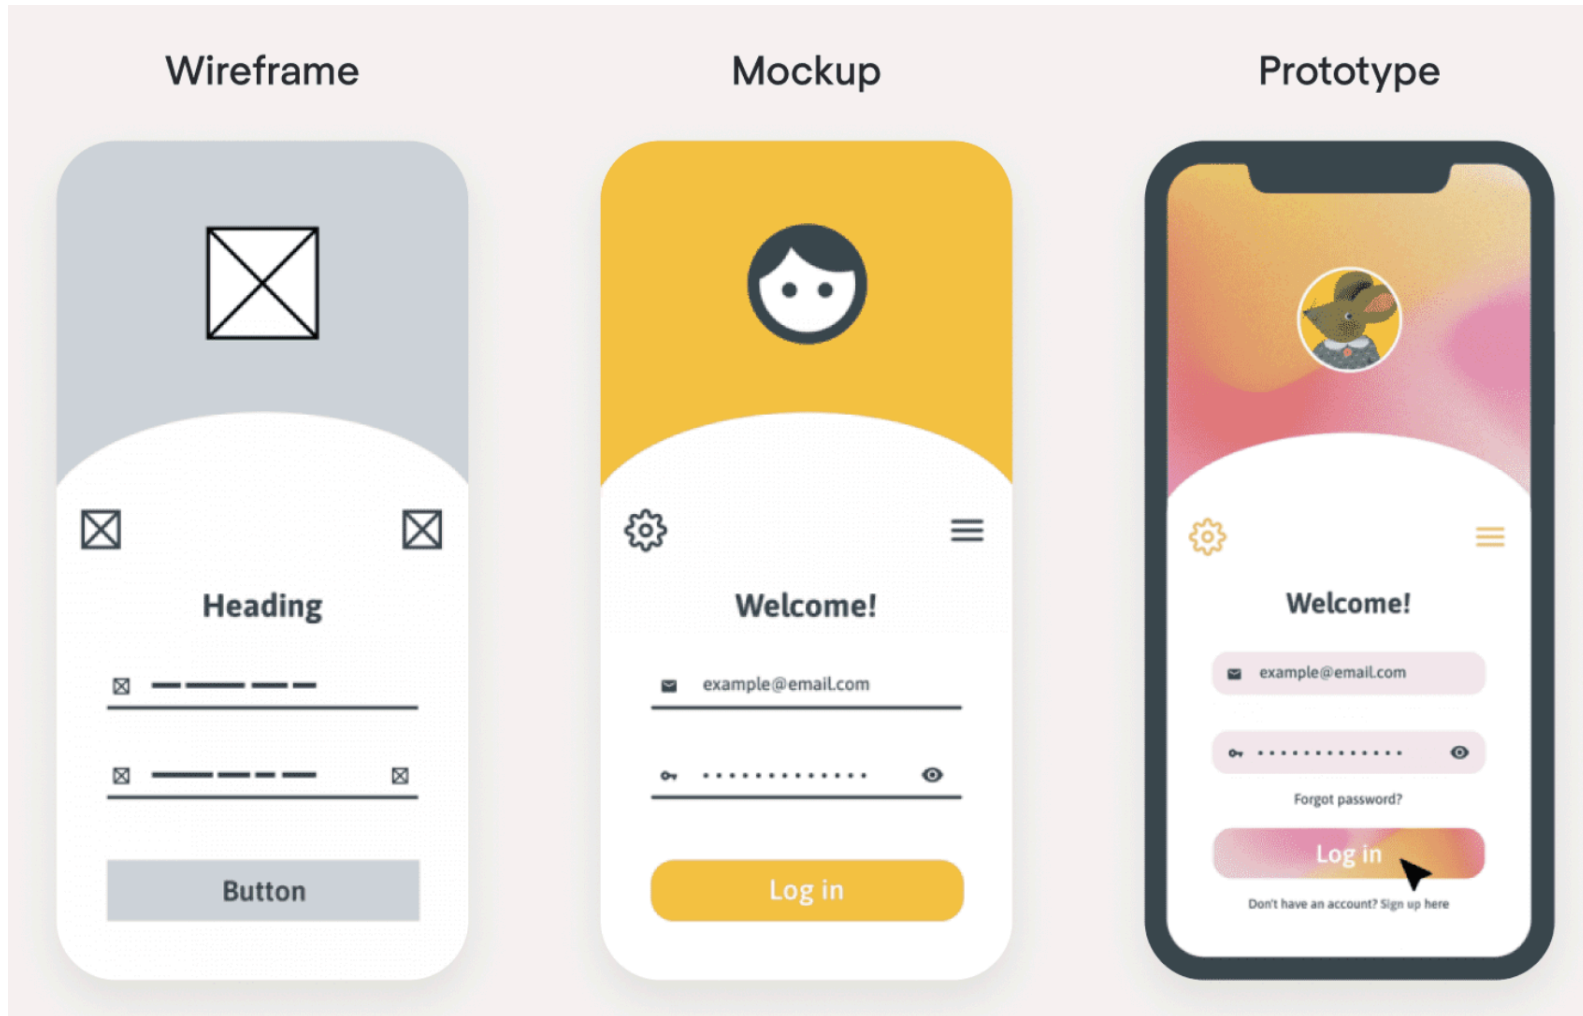 Wireframe
Mockup
Prototype
Heading
Button
Welcome!
example@email.com
Log in
Welcome!
example@email.com
Forgot password?
Log in
Don't have an account? Sign up here